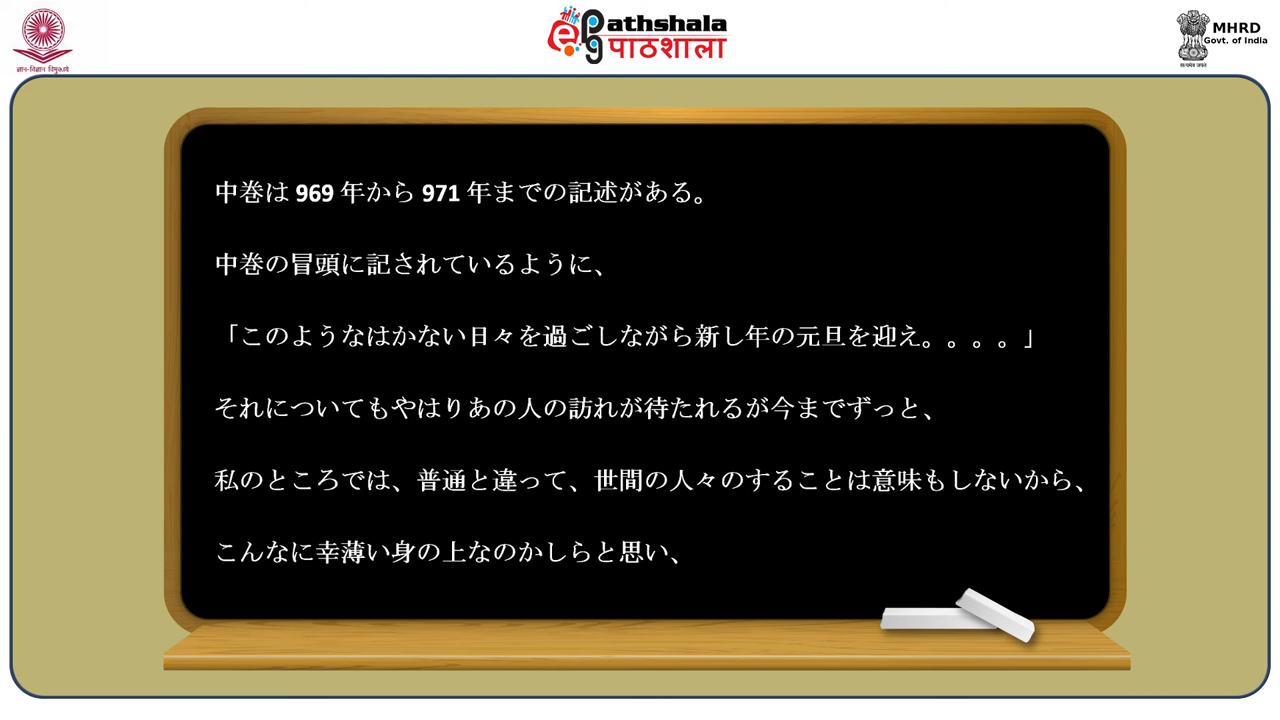 ज्ञान-विज्ञान विमुक्तये
ePG Pathshala
पाठशाला
MHRD
Govt. of India
सत्यमेव जयते
中巻は 969 年から 971 年までの記述がある。
中巻の冒頭に記されているように、
「このようなはかない日々を過ごしながら新し年の元旦を迎え。。。。」
それについてもやはりあの人の訪れが待たれるが今までずっと、
私のところでは、普通と違って、世間の人々のすることは意味もしないから、
こんなに幸薄い身の上なのかしらと思い、